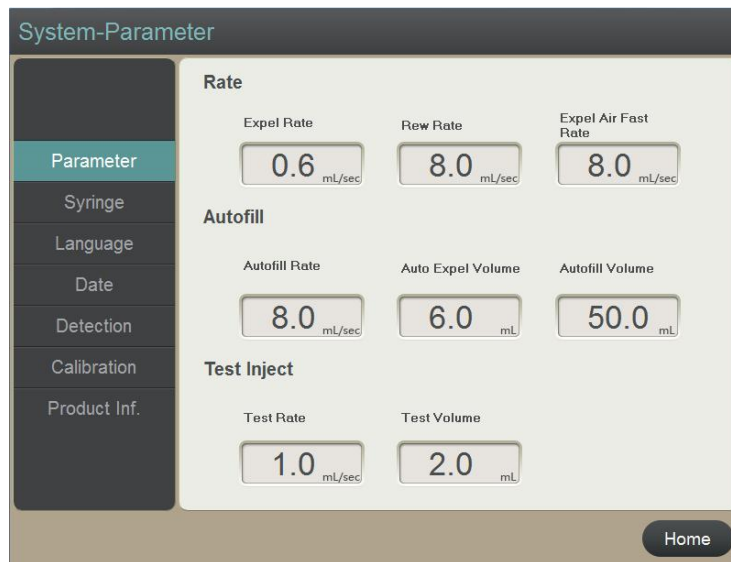 System-Parameter
Parameter
Syringe
Language
Date
Detection
Calibration
Product Inf.
Rate
Expel Rate
Rew Rate
Expel Air Fast
Rate
0.6 mL/sec
8.0 mL/sec
8.0 mL/sec
Autofill
Autofill Rate
Auto Expel Volume
Autofill Volume
8.0 mL/sec
6.0 mL
50.0 mL
Test Inject
Test Rate
Test Volume
1.0 mL/sec
2.0 mL
Home